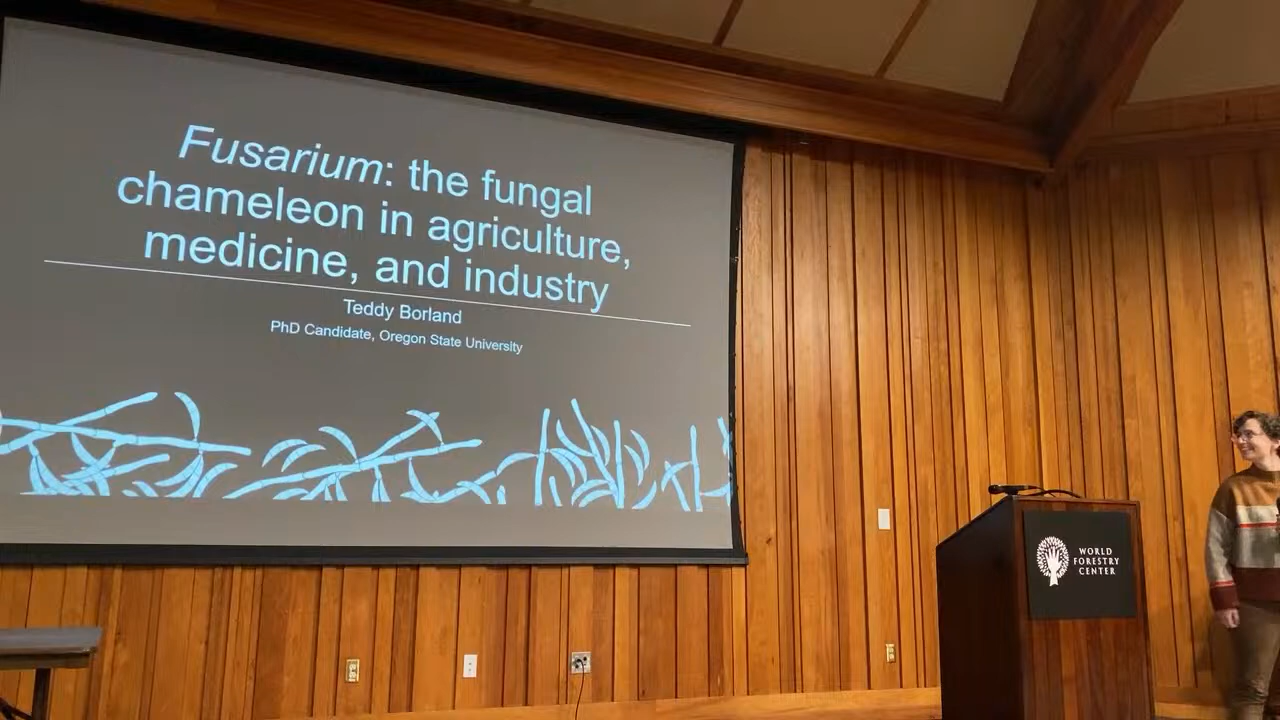 Fusarium: the fungal
chameleon in agriculture,
medicine, and industry
Teddy Borland
PhD Candidate, Oregon State University
WORLD
FORESTRY
CENTER